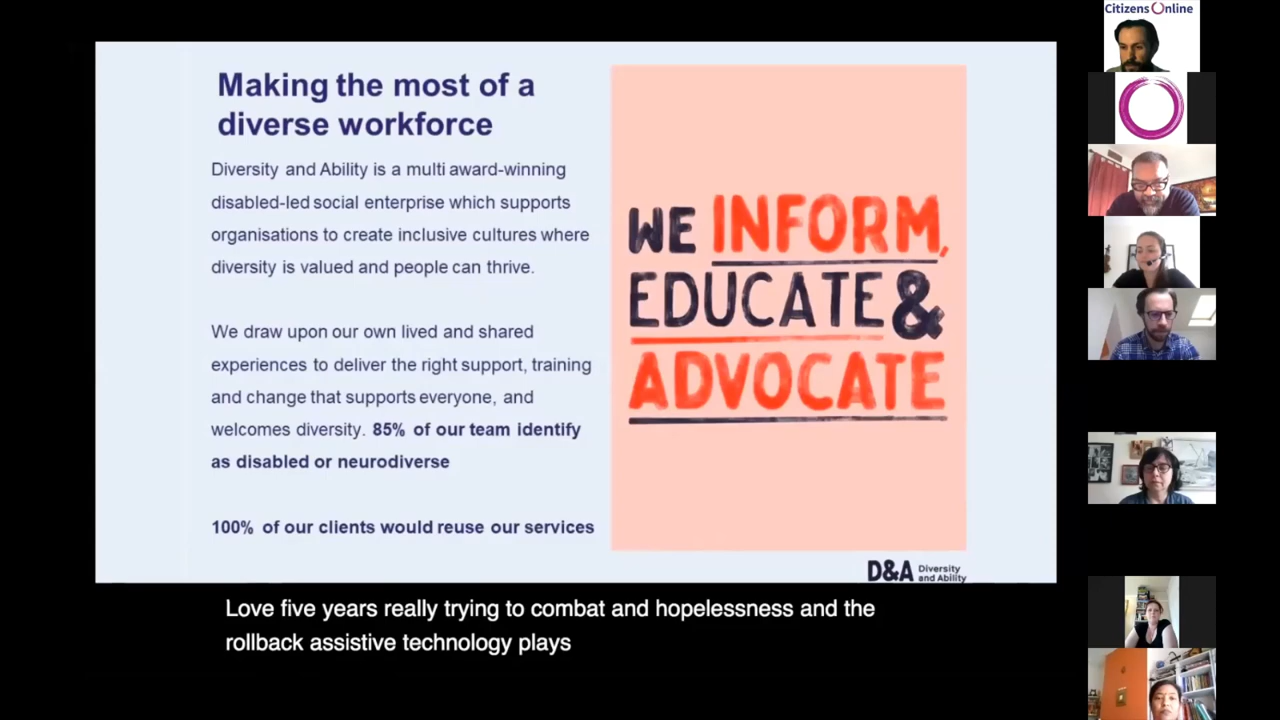 Citizens Online
Making the most of a
diverse workforce
Diversity and Ability is a multi award-winning
disabled-led social enterprise which supports
organisations to create inclusive cultures where
diversity is valued and people can thrive.
We draw upon our own lived and shared
experiences to deliver the right support, training
and change that supports everyone, and
welcomes diversity. 85% of our team identify
as disabled or neurodiverse
100% of our clients would reuse our services
WE INFORM,
EDUCATE &
ADVOCATE
D&A Diversity
and Ability
Love five years really trying to combat and hopelessness and the
rollback assistive technology plays